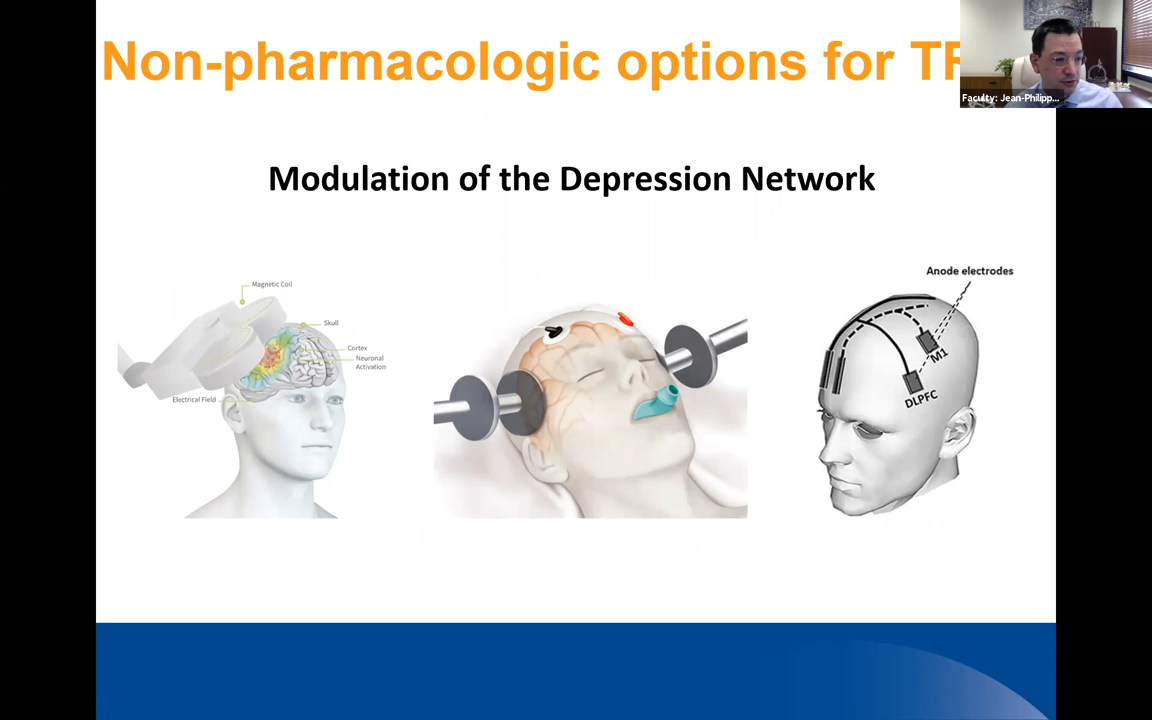 Non-pharmacologic options for TR
Faculty: Jean-Philipp...
Modulation of the Depression Network
Magnetic Coil
Skull
Cortex
Neuronal
Activation
Electrical Field
Anode electrodes
M1
DLPFC